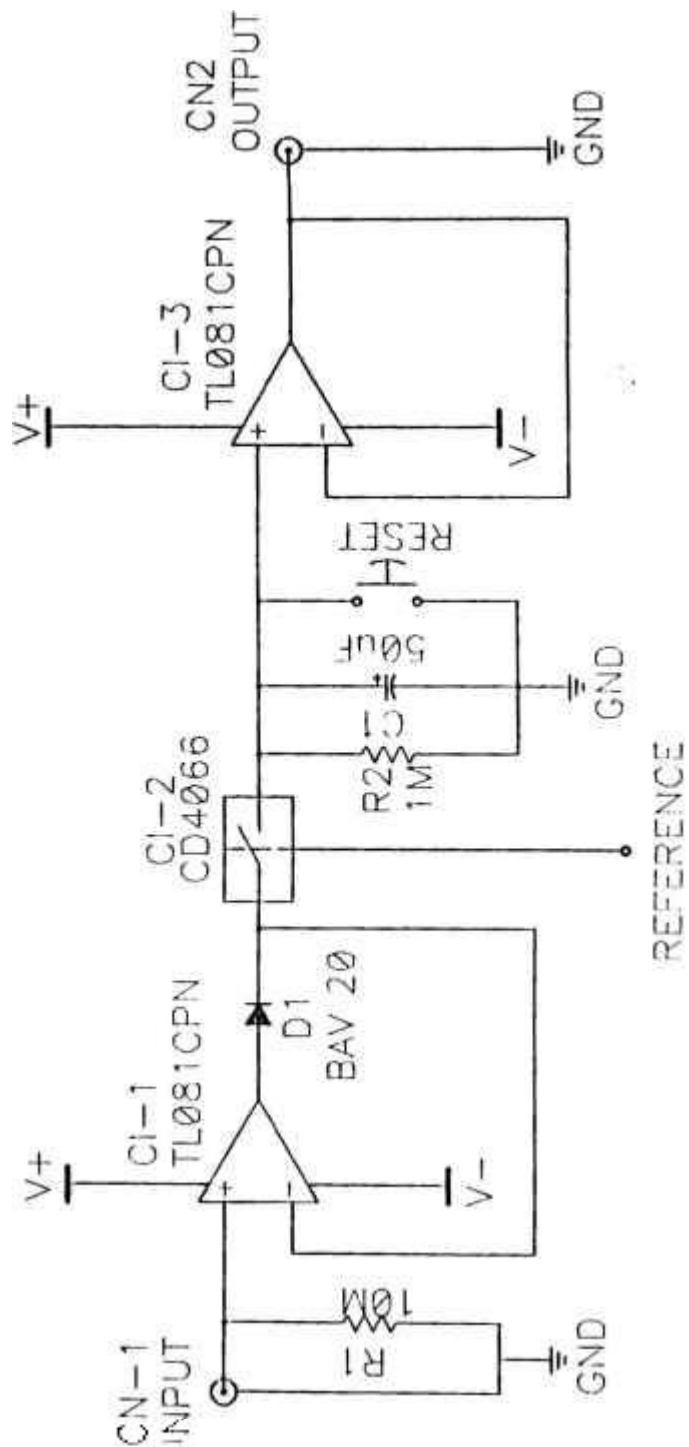 CN-1
INPUT
R1
10M
GND
V+
CI-1
TL081CPN
+
−
V-
D1
BAV 20
CI-2
CD4066
REFERENCE
R2
1M
C1
50uF
+
RESET
GND
V+
CI-3
TL081CPN
+
−
V-
CN2
OUTPUT
GND